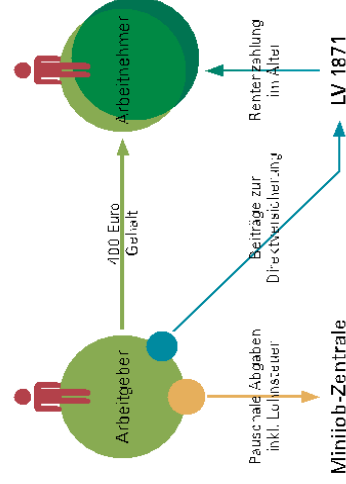 Arbeitgeber
400 Euro
Gehalt
Arbeitnehmer
Pauschale Abgaben
inkl. Lohnsteuer
Beiträge zur
Direktversicherung
Rentenzahlung
im Alter
Minijob-Zentrale
LV 1871